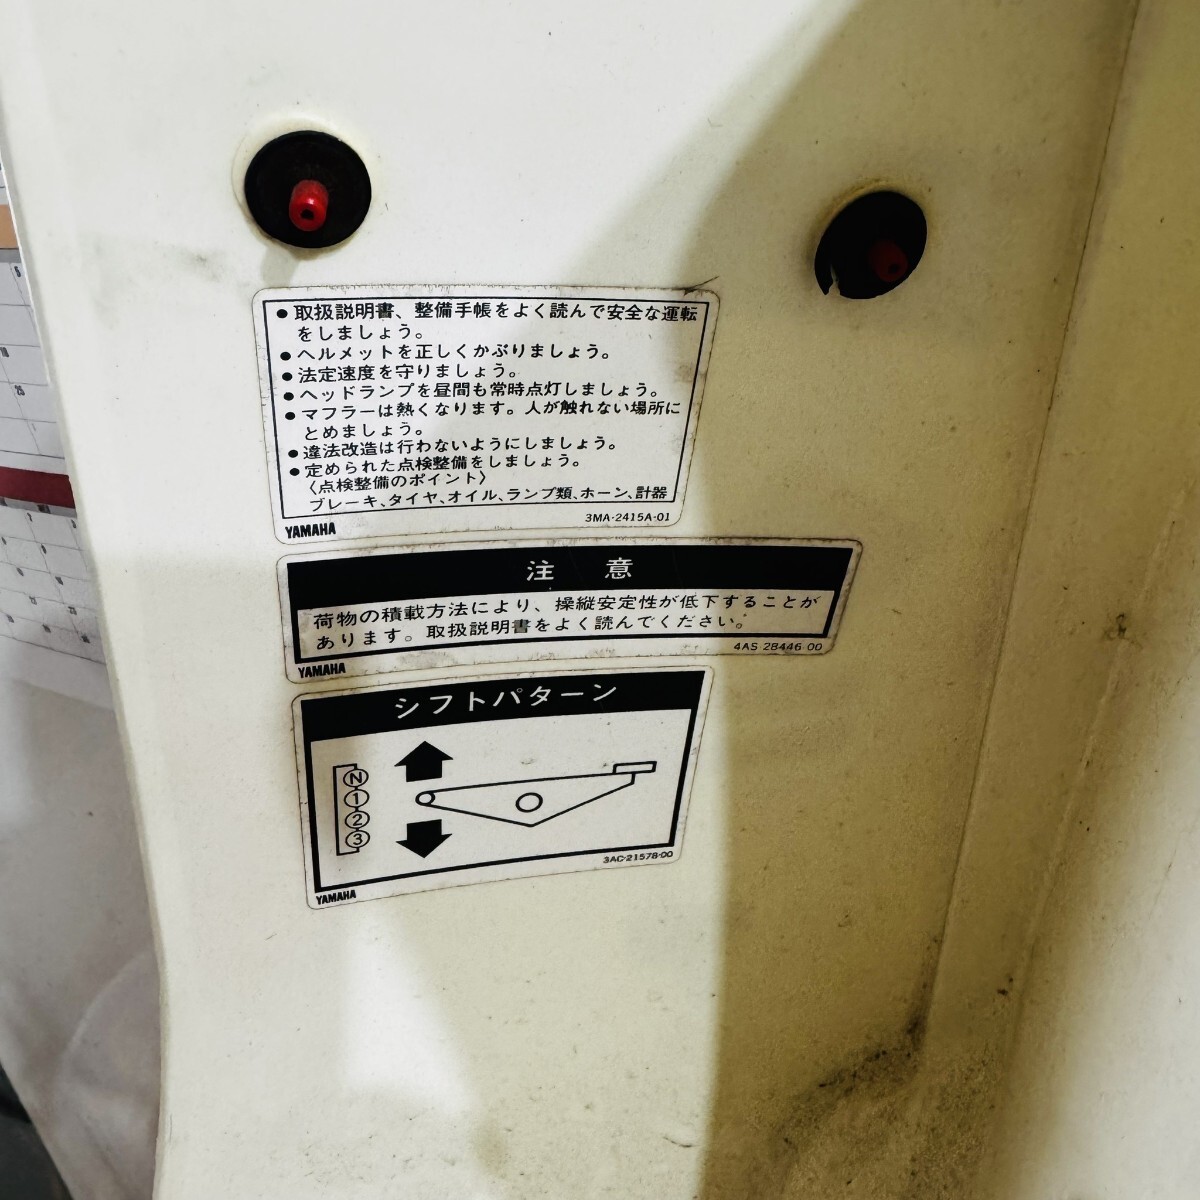 ●取扱説明書、整備手帳をよく読んで安全な運転
をしましょう。
●ヘルメットを正しくかぶりましょう。
●法定速度を守りましょう。
●ヘッドランプを昼間も常時点灯しましょう。
●マフラーは熱くなります。人が触れない場所に
とめましょう。
●違法改造は行わないようにしましょう。
●定められた点検整備をしましょう。
〈点検整備のポイント〉
ブレーキ、タイヤ、オイル、ランプ類、ホーン、計器
YAMAHA 3MA-2415A-01
注 意
荷物の積載方法により、操縦安定性が低下することが
あります。取扱説明書をよく読んでください。
YAMAHA 4AS-28446-00
シフトパターン
N
1
2
3
YAMAHA 3AC-21578-00